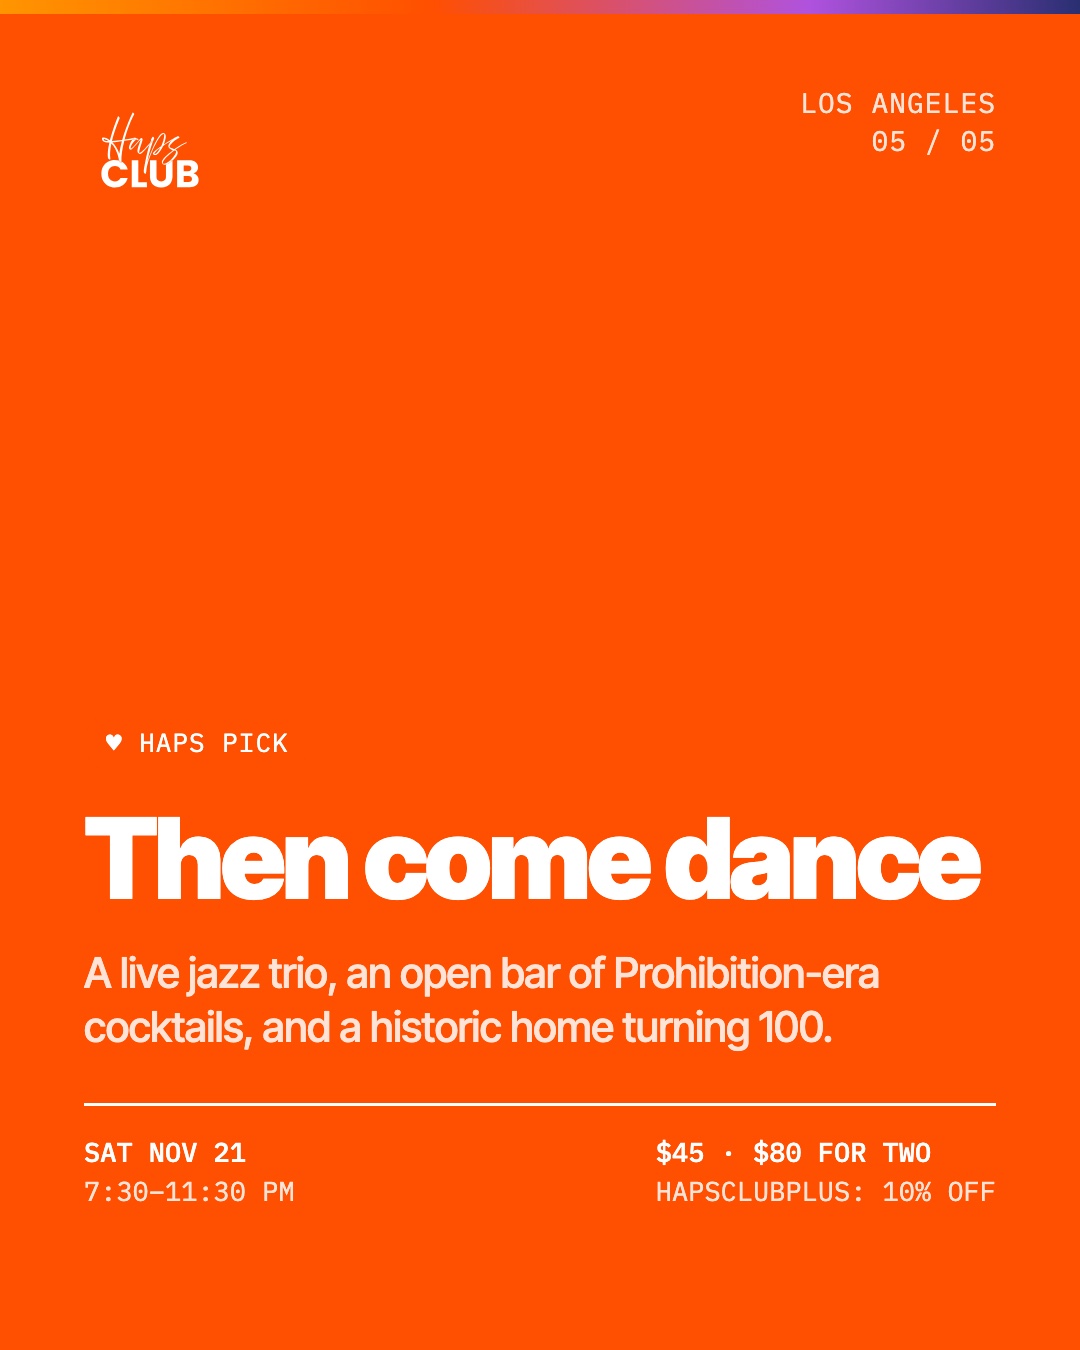 Haps
CLUB
LOS ANGELES
05 / 05
♥ HAPS PICK
Then come dance
A live jazz trio, an open bar of Prohibition-era
cocktails, and a historic home turning 100.
SAT NOV 21
7:30–11:30 PM
$45 · $80 FOR TWO
HAPSCLUBPLUS: 10% OFF